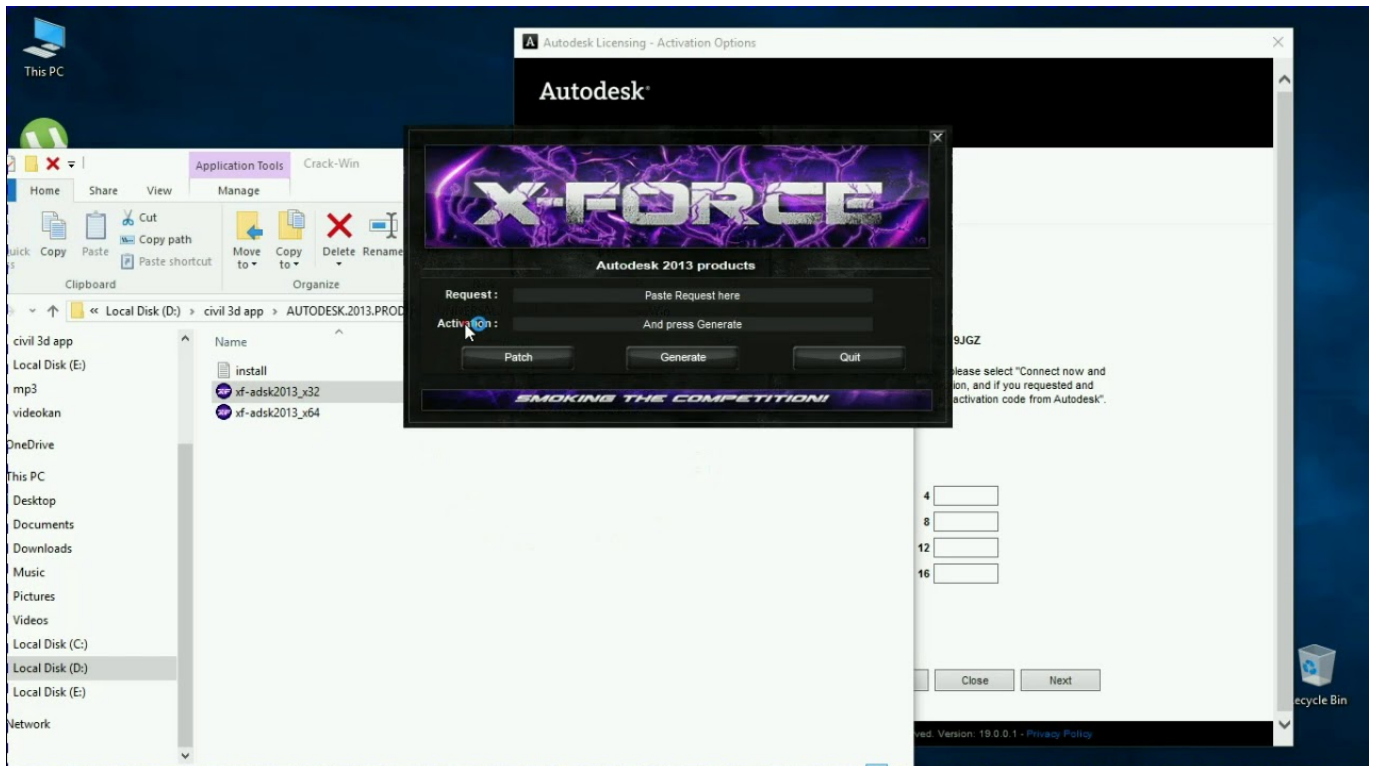 This PC
Autodesk Licensing - Activation Options
Autodesk
Application Tools
Crack-Win
Home
Share
View
Manage
Copy
Paste
Cut
Copy path
Paste shortcut
Move to
Copy to
Delete
Rename
Clipboard
Organize
« Local Disk (D:) › civil 3d app › AUTODESK.2013.PROD
civil 3d app
Local Disk (E:)
mp3
videokan
OneDrive
This PC
Desktop
Documents
Downloads
Music
Pictures
Videos
Local Disk (C:)
Local Disk (D:)
Local Disk (E:)
Network
Name
install
xf-adsk2013_x32
xf-adsk2013_x64
X-FORCE
Autodesk 2013 products
Request :
Paste Request here
Activation :
And press Generate
Patch
Generate
Quit
SMOKING THE COMPETITION!
9JGZ
please select "Connect now and
ion, and if you requested and
activation code from Autodesk".
4
8
12
16
Close
Next
ved. Version: 19.0.0.1 - Privacy Policy
ecycle Bin